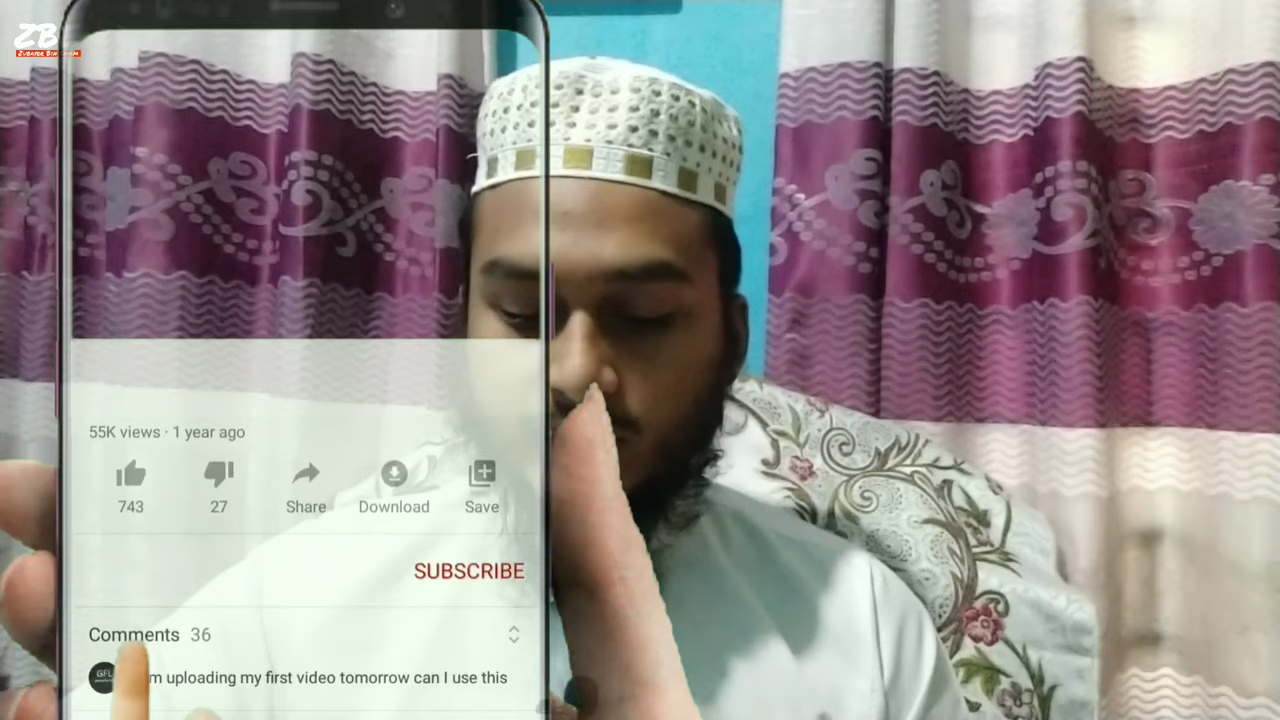 ZB
55K views · 1 year ago
743
27
Share
Download
Save
SUBSCRIBE
Comments 36
GFL
m uploading my first video tomorrow can I use this